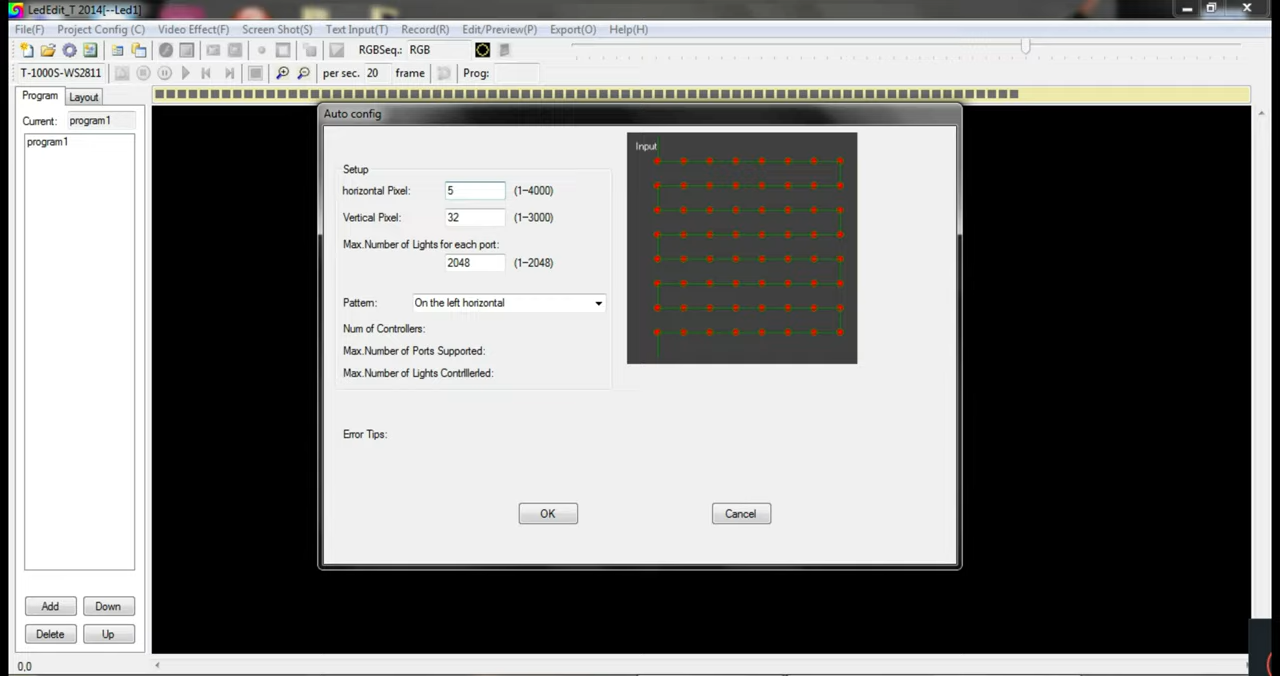 LedEdit_T 2014[--Led1]
File(F) Project Config (C) Video Effect(F) Screen Shot(S) Text Input(T) Record(R) Edit/Preview(P) Export(O) Help(H)
RGBSeq.: RGB
T-1000S-WS2811 per sec. 20 frame Prog:
Program Layout
Current: program1
program1
Auto config
Setup
horizontal Pixel: 5 (1-4000)
Vertical Pixel: 32 (1-3000)
Max.Number of Lights for each port:
2048 (1-2048)
Pattern: On the left horizontal
Num of Controllers:
Max.Number of Ports Supported:
Max.Number of Lights Contrlllerled:
Error Tips:
Input
OK Cancel
Add Down
Delete Up
0,0